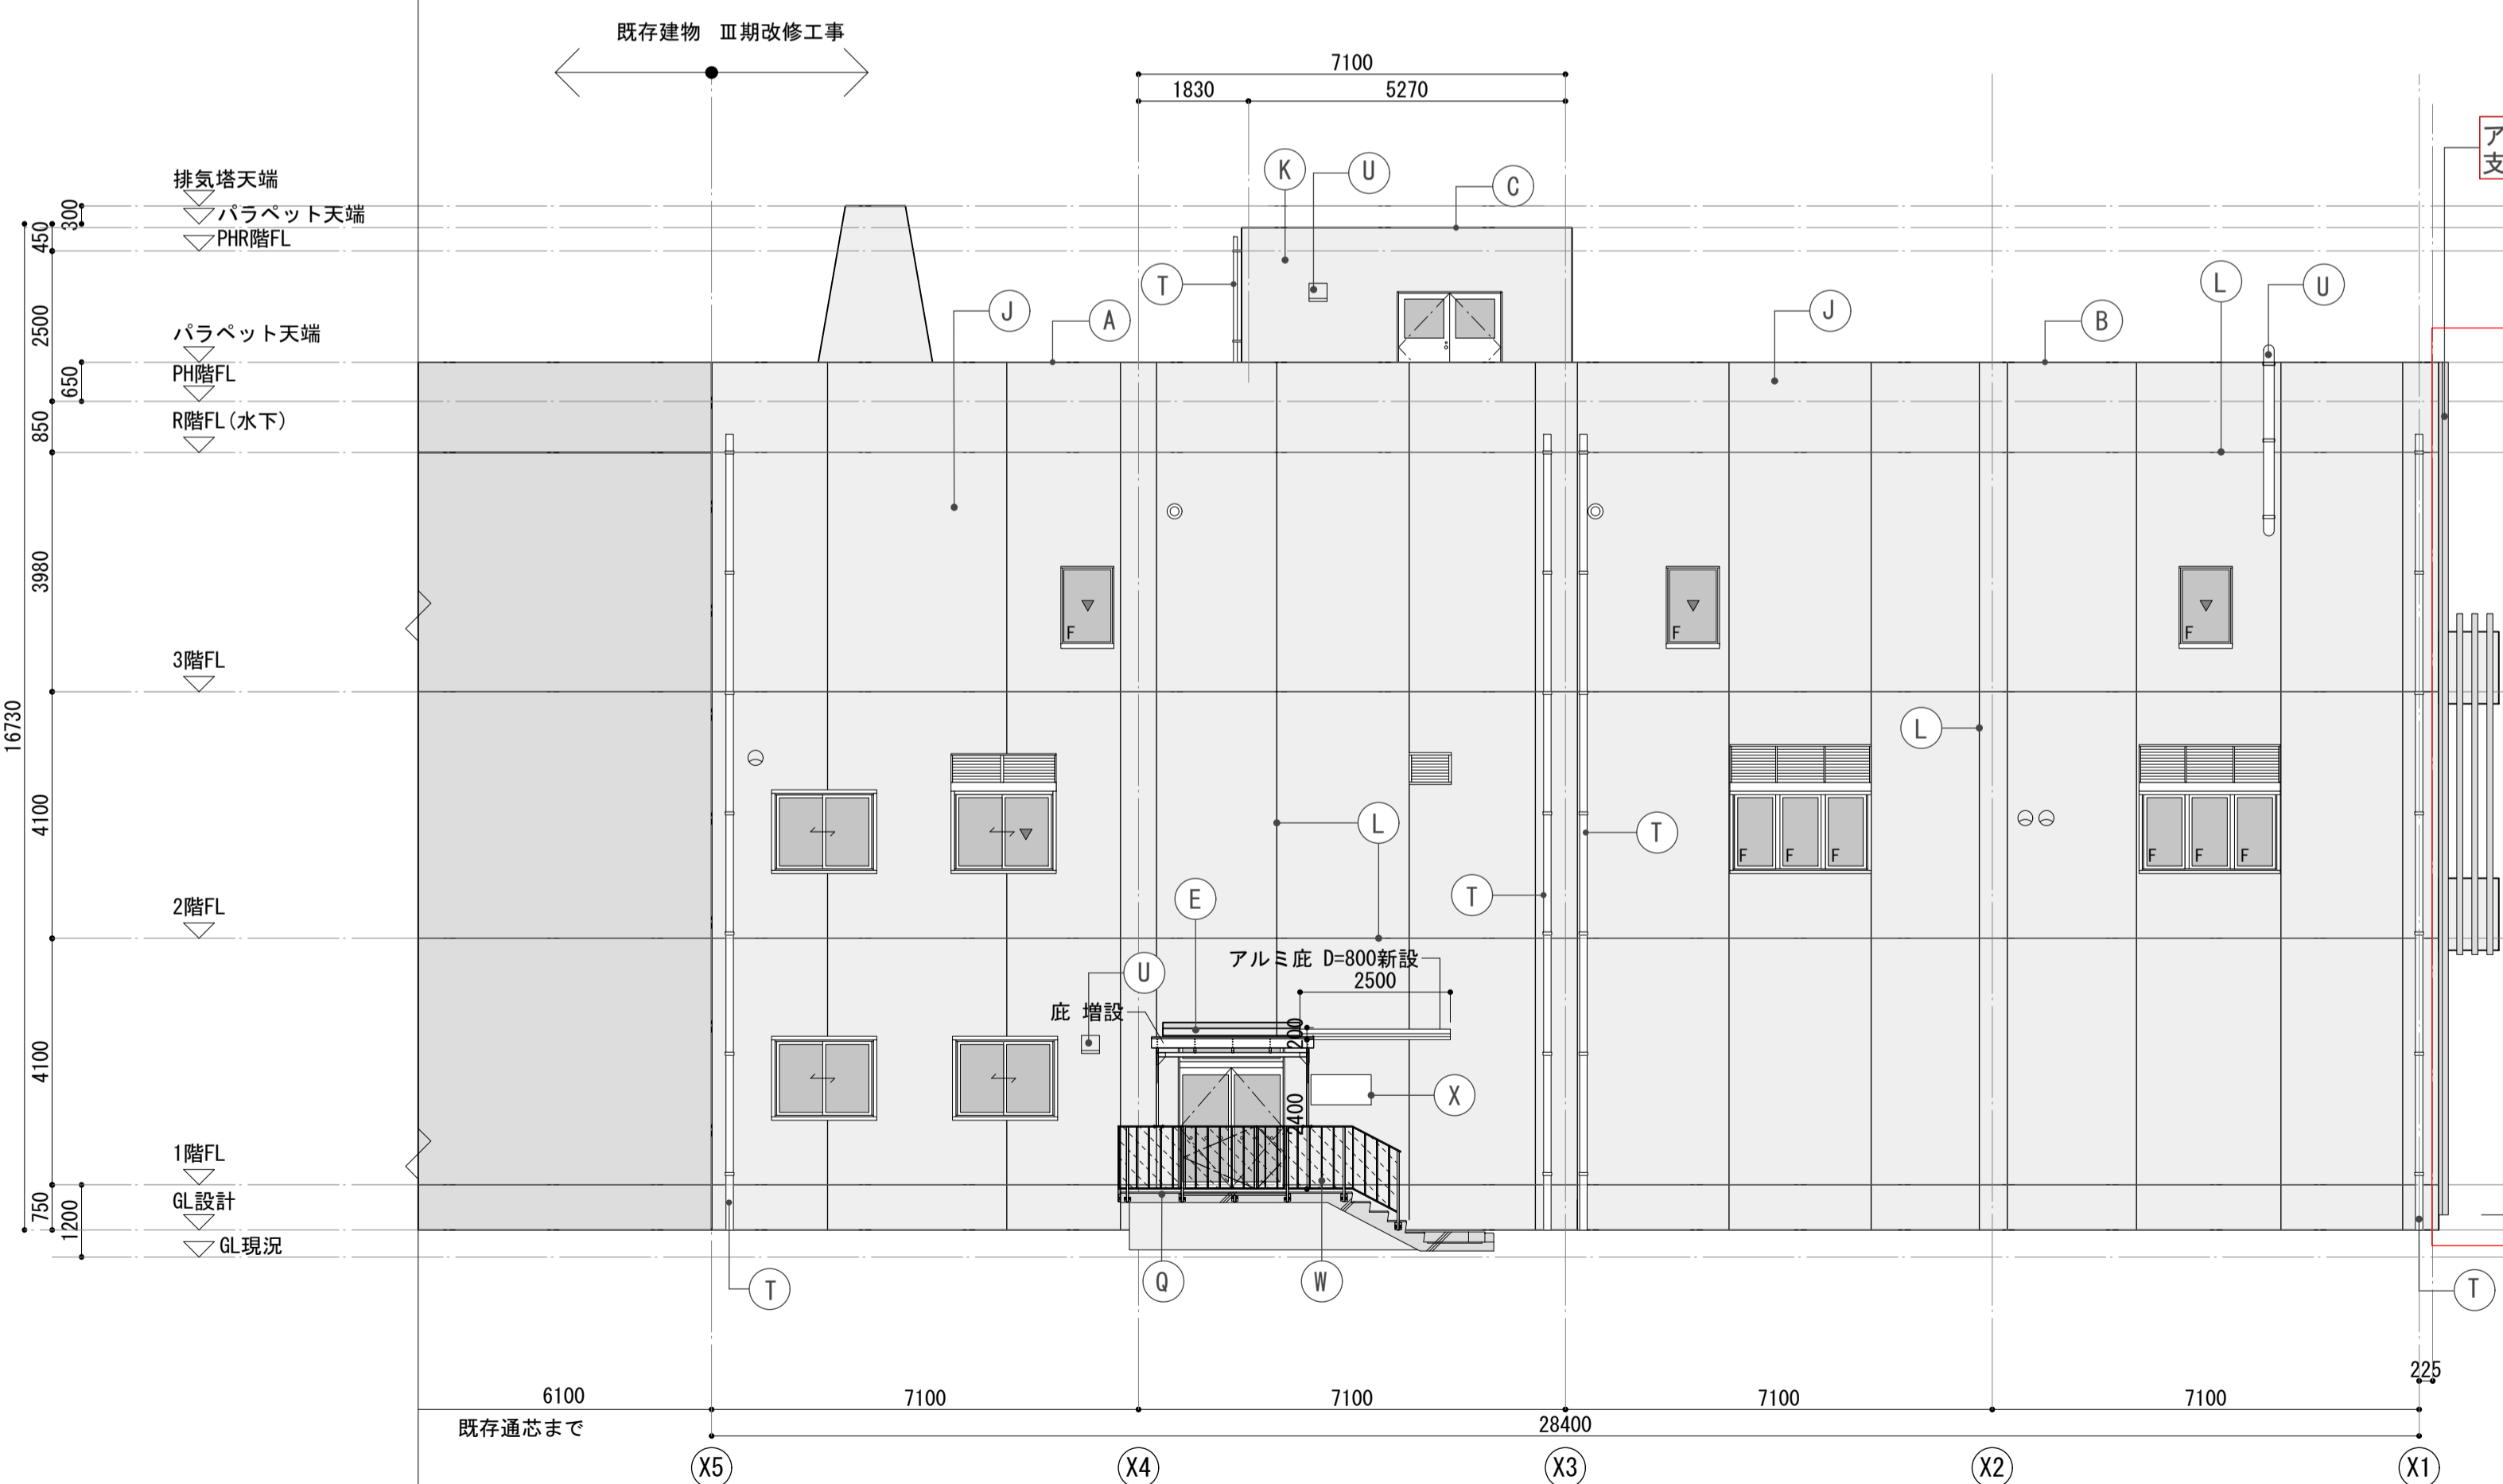 既存建物　Ⅲ期改修工事
7100
1830
5270
ア
支
K
U
C
排気塔天端
パラペット天端
PHR階FL
300
450
T
J
A
J
B
L
U
2500
パラペット天端
PH階FL
650
R階FL(水下)
850
3980
F
F
F
3階FL
16730
L
4100
L
T
F F F
F F F
T
E
2階FL
アルミ庇 D=800新設
2500
U
庇 増設
200
4100
X
2400
1階FL
GL設計
750
1200
GL現況
T
Q
W
T
225
6100
7100
7100
7100
7100
既存通芯まで
28400
X5
X4
X3
X2
X1